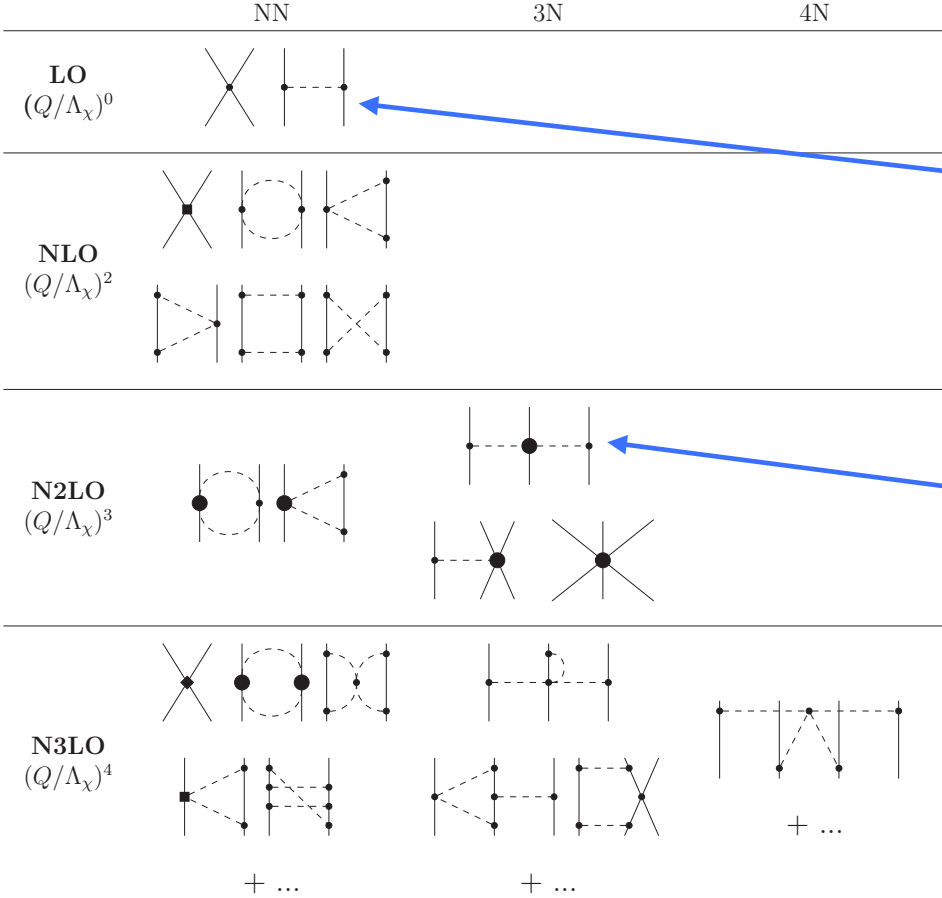 NN 3N 4N
LO
(Q/Λχ)⁰
NLO
(Q/Λχ)²
N2LO
(Q/Λχ)³
N3LO
(Q/Λχ)⁴
+ ...
+ ...
+ ...